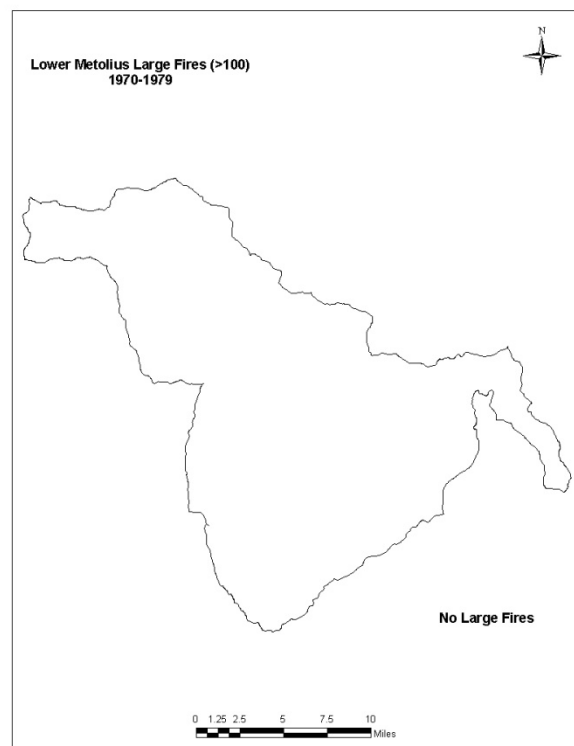 N
Lower Metolius Large Fires (>100)
1970-1979
No Large Fires
0 1.25 2.5 5 7.5 10
Miles